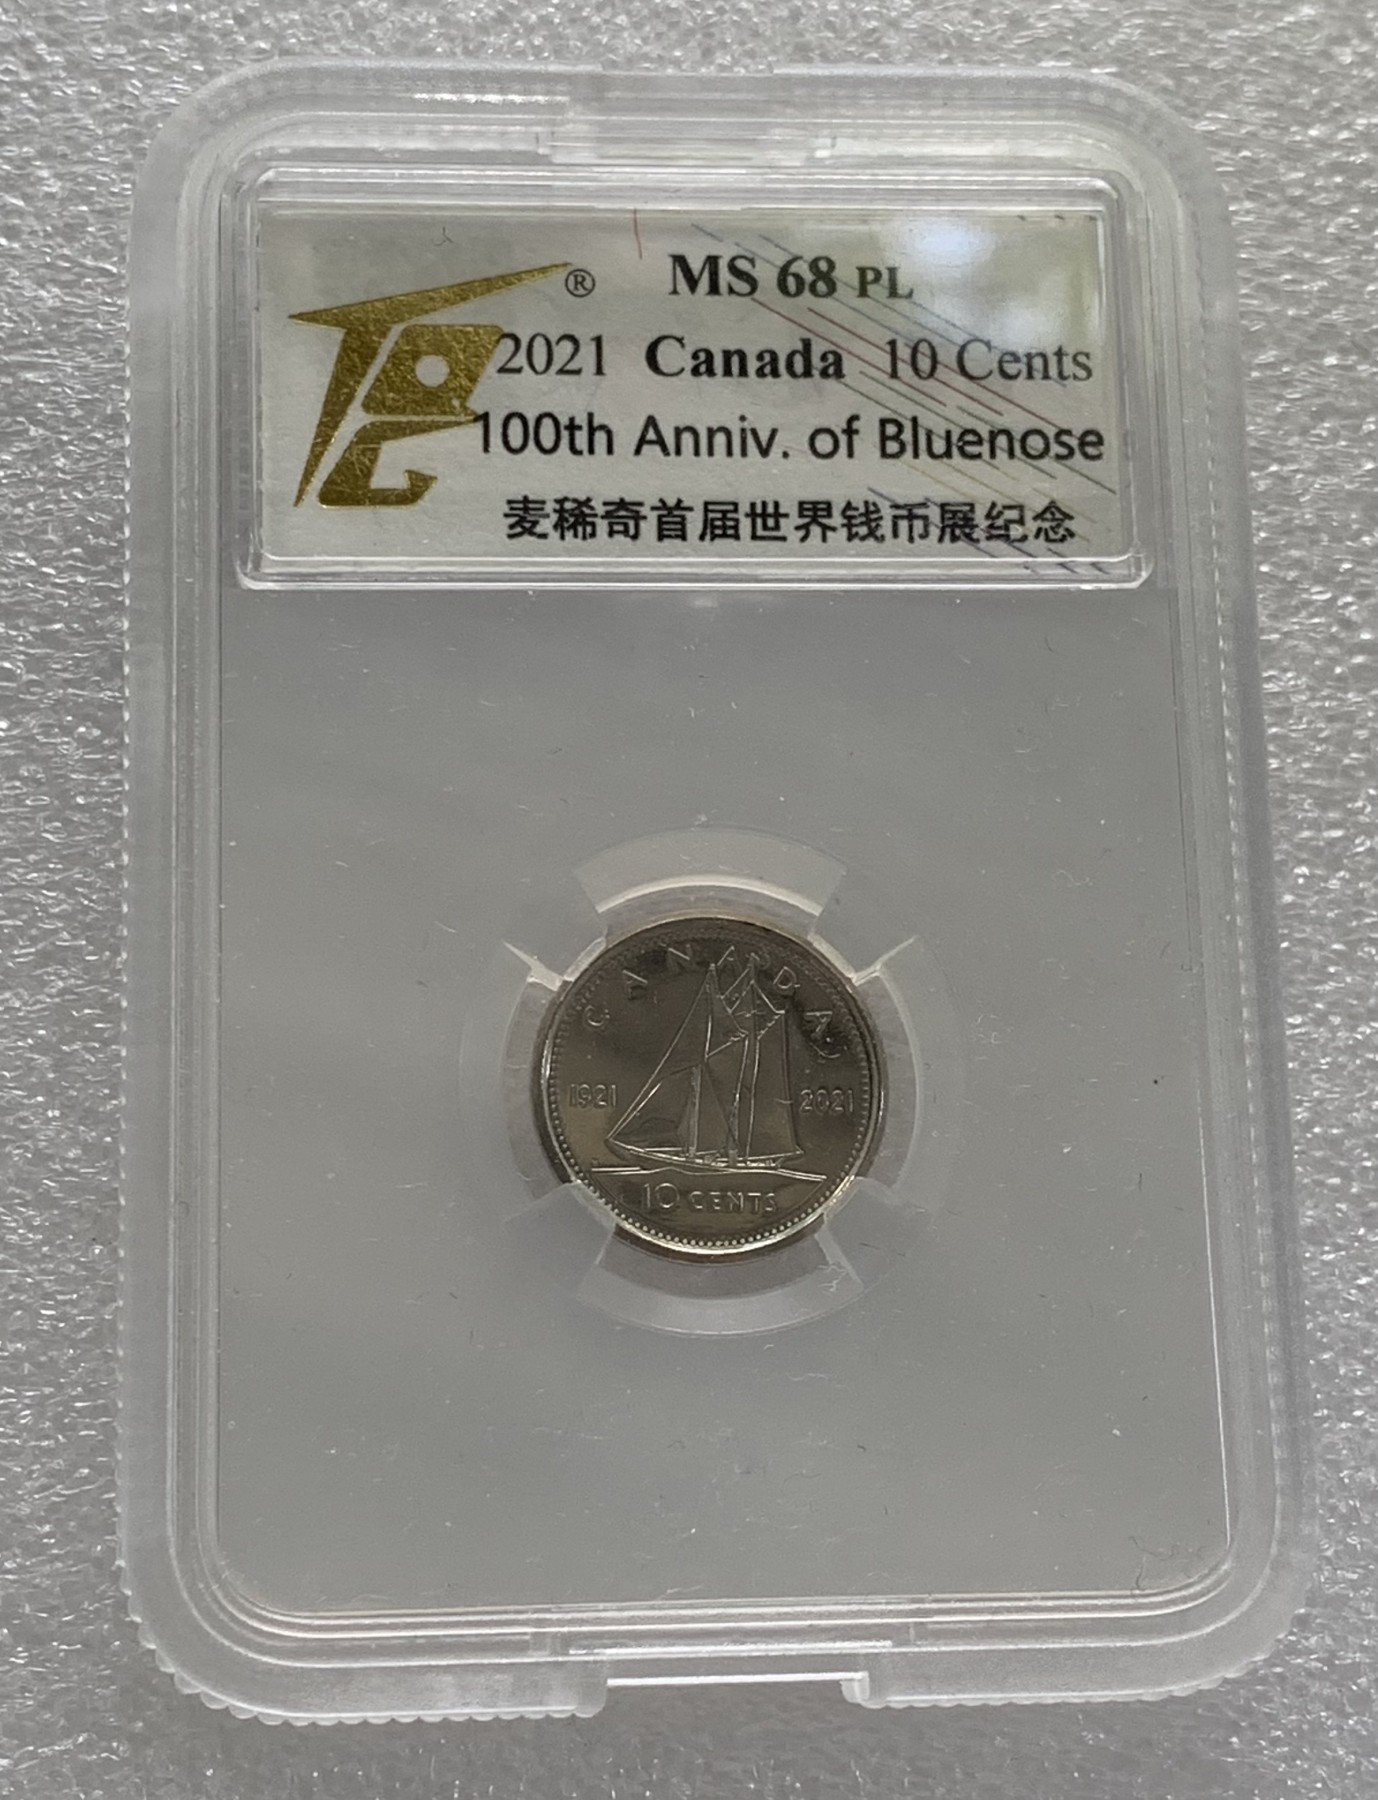 ®
MS 68 PL
2021 Canada 10 Cents
100th Anniv. of Bluenose
麦稀奇首届世界钱币展纪念
CANADA
1921 2021
10 CENTS